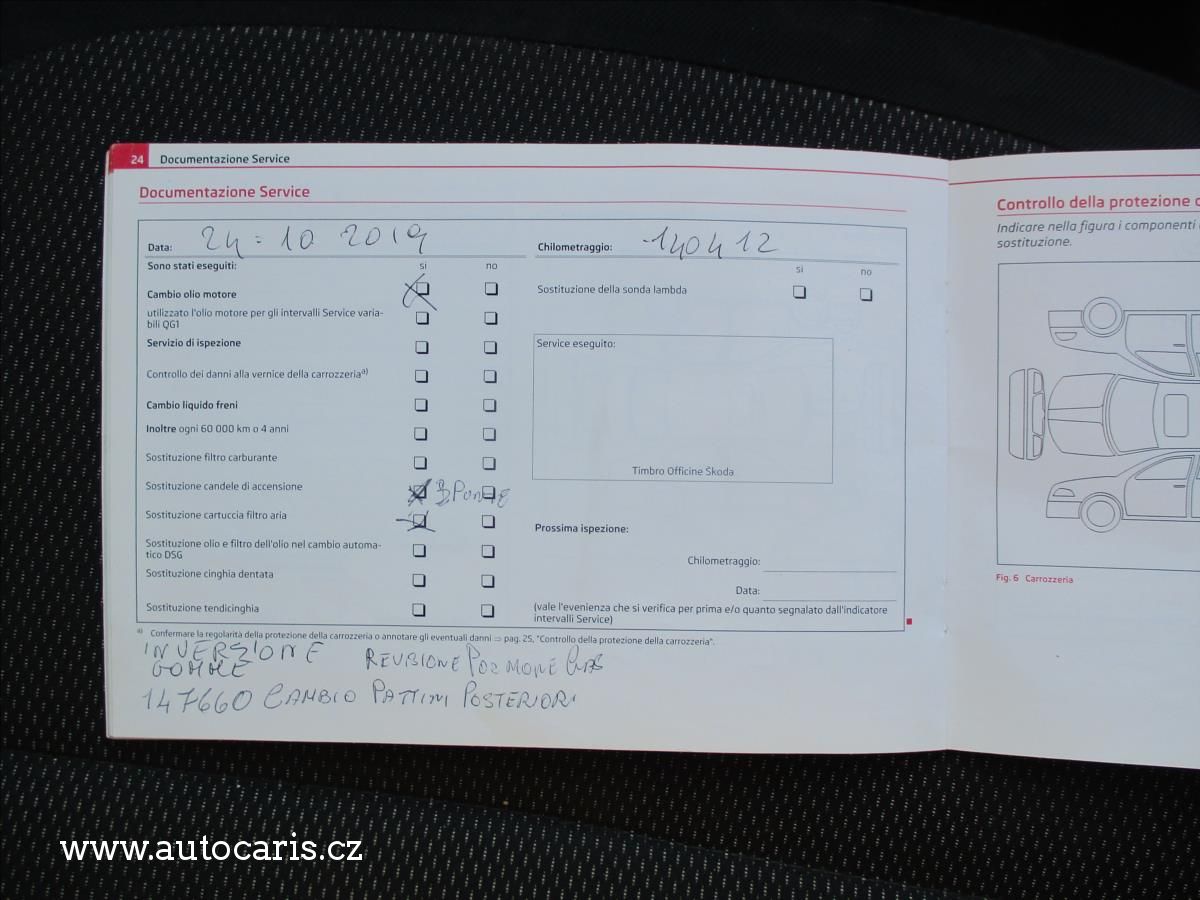 24 Documentazione Service
Documentazione Service
Data: 24 = 10 2019
Chilometraggio: 140412
Sono stati eseguiti: si no
Cambio olio motore
utilizzato l'olio motore per gli intervalli Service varia-
bili QG1
Servizio di ispezione
Controllo dei danni alla vernice della carrozzeria a)
Cambio liquido freni
Inoltre ogni 60 000 km o 4 anni
Sostituzione filtro carburante
Sostituzione candele di accensione
Sostituzione cartuccia filtro aria
Sostituzione olio e filtro dell'olio nel cambio automa-
tico DSG
Sostituzione cinghia dentata
Sostituzione tendicinghia
si no
Sostituzione della sonda lambda
Service eseguito:
Timbro Officine Skoda
Prossima ispezione:
Chilometraggio:
Data:
(vale l'evenienza che si verifica per prima e/o quanto segnalato dall'indicatore
intervalli Service)
a) Confermare la regolarità della protezione della carrozzeria o annotare gli eventuali danni ⇒ pag. 25, "Controllo della protezione della carrozzeria".
INVERZIONE
GOMME
REVISIONE POLMONE GAS
147660 CAMBIO PATTINI POSTERIORI
Controllo della protezione
Indicare nella figura i componenti
sostituzione.
Fig. 6 Carrozzeria
www.autocaris.cz